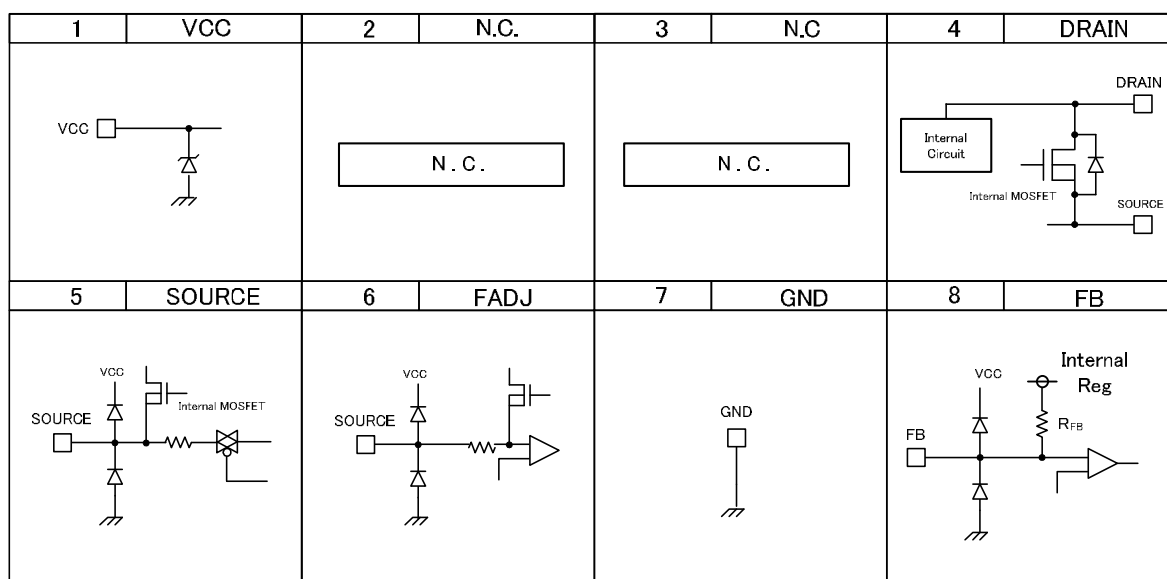 1 VCC 2 N.C. 3 N.C 4 DRAIN
VCC
N.C.
N.C.
DRAIN
Internal
Circuit
Internal MOSFET
SOURCE
5 SOURCE 6 FADJ 7 GND 8 FB
VCC
SOURCE
Internal MOSFET
VCC
SOURCE
GND
VCC
Internal
Reg
FB
RFB